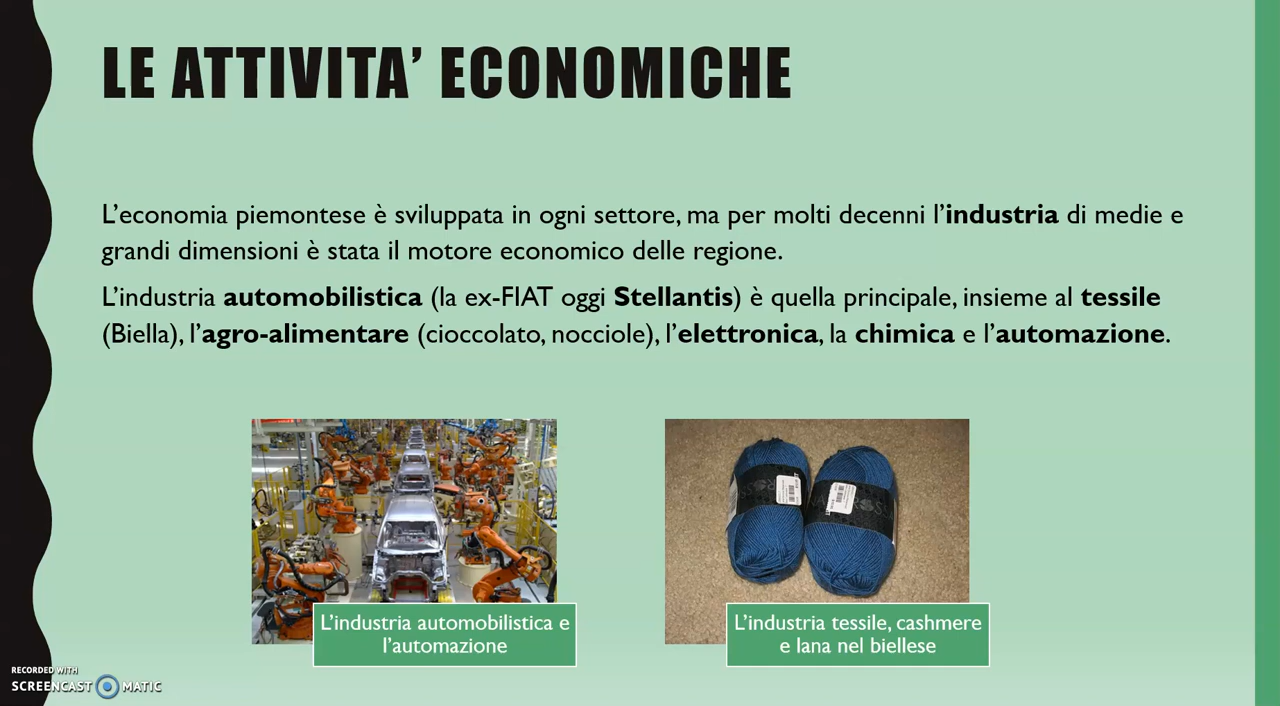 LE ATTIVITA’ ECONOMICHE
L’economia piemontese è sviluppata in ogni settore, ma per molti decenni l’industria di medie e
grandi dimensioni è stata il motore economico delle regione.
L’industria automobilistica (la ex-FIAT oggi Stellantis) è quella principale, insieme al tessile
(Biella), l’agro-alimentare (cioccolato, nocciole), l’elettronica, la chimica e l’automazione.
L’industria automobilistica e
l’automazione
L’industria tessile, cashmere
e lana nel biellese
RECORDED WITH
SCREENCAST MATIC